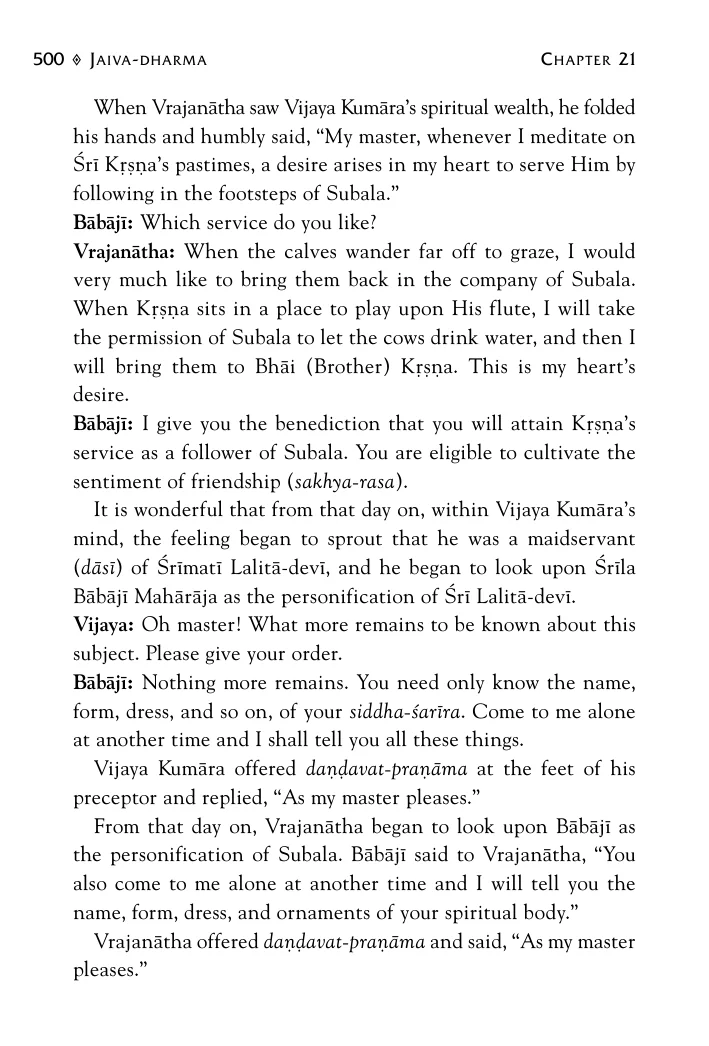 500 ◊ JAIVA-DHARMA CHAPTER 21
When Vrajanātha saw Vijaya Kumāra’s spiritual wealth, he folded
his hands and humbly said, “My master, whenever I meditate on
Śrī Kṛṣṇa’s pastimes, a desire arises in my heart to serve Him by
following in the footsteps of Subala.”
Bābājī: Which service do you like?
Vrajanātha: When the calves wander far off to graze, I would
very much like to bring them back in the company of Subala.
When Kṛṣṇa sits in a place to play upon His flute, I will take
the permission of Subala to let the cows drink water, and then I
will bring them to Bhāi (Brother) Kṛṣṇa. This is my heart’s
desire.
Bābājī: I give you the benediction that you will attain Kṛṣṇa’s
service as a follower of Subala. You are eligible to cultivate the
sentiment of friendship (sakhya-rasa).
It is wonderful that from that day on, within Vijaya Kumāra’s
mind, the feeling began to sprout that he was a maidservant
(dāsī) of Śrīmatī Lalitā-devī, and he began to look upon Śrīla
Bābājī Mahārāja as the personification of Śrī Lalitā-devī.
Vijaya: Oh master! What more remains to be known about this
subject. Please give your order.
Bābājī: Nothing more remains. You need only know the name,
form, dress, and so on, of your siddha-śarīra. Come to me alone
at another time and I shall tell you all these things.
Vijaya Kumāra offered daṇḍavat-praṇāma at the feet of his
preceptor and replied, “As my master pleases.”
From that day on, Vrajanātha began to look upon Bābājī as
the personification of Subala. Bābājī said to Vrajanātha, “You
also come to me alone at another time and I will tell you the
name, form, dress, and ornaments of your spiritual body.”
Vrajanātha offered daṇḍavat-praṇāma and said, “As my master
pleases.”